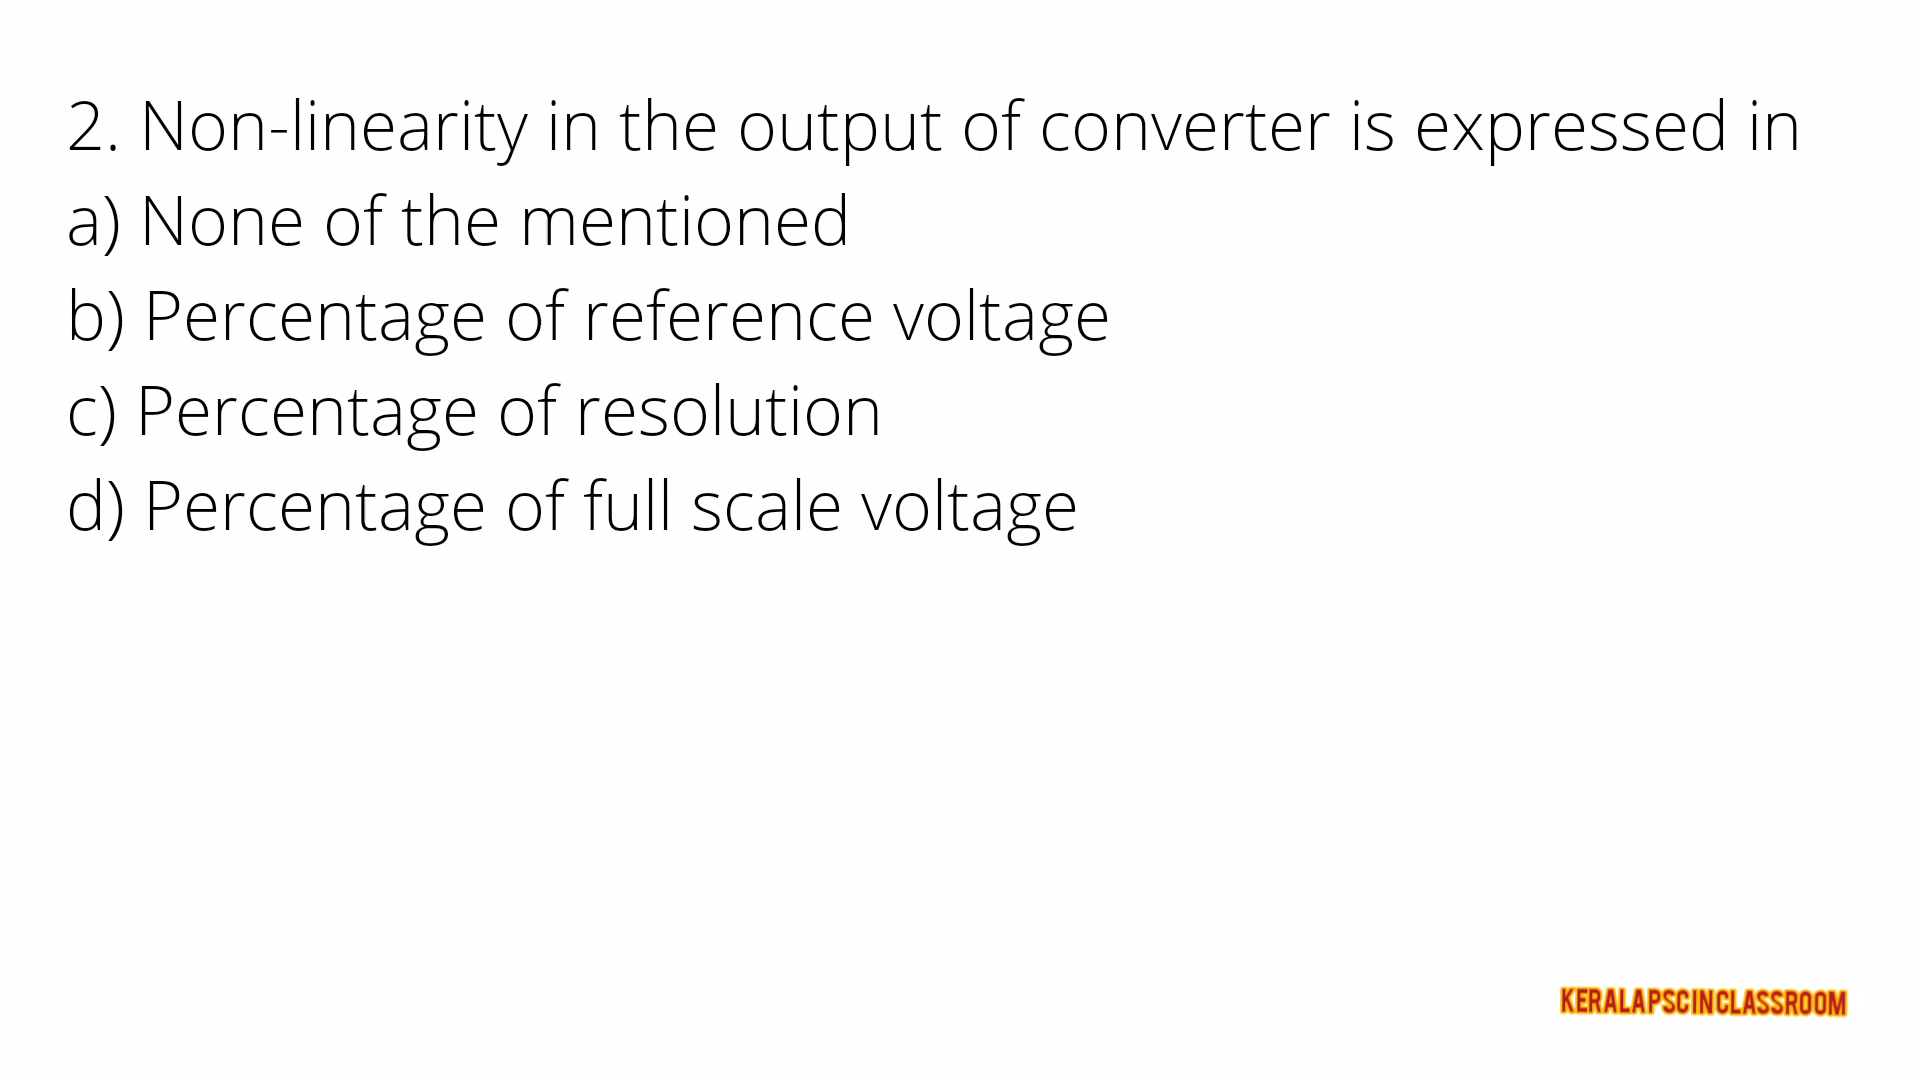 2. Non-linearity in the output of converter is expressed in
a) None of the mentioned
b) Percentage of reference voltage
c) Percentage of resolution
d) Percentage of full scale voltage
KERALAPSCINCLASSROOM